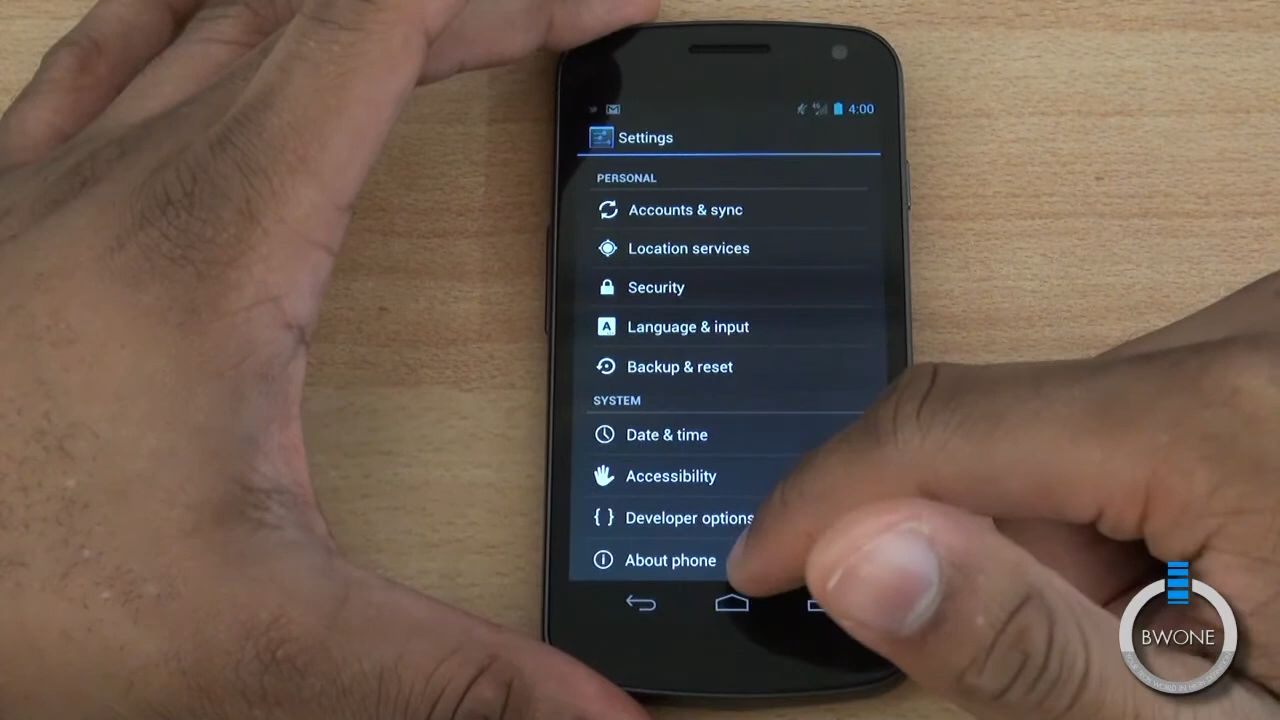 4:00
Settings
PERSONAL
Accounts & sync
Location services
Security
Language & input
Backup & reset
SYSTEM
Date & time
Accessibility
{ } Developer options
About phone
BWONE